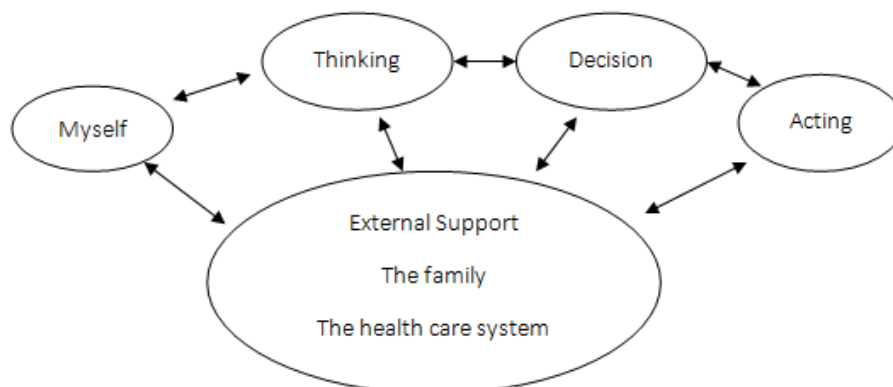 Thinking
Decision
Myself
Acting
External Support
The family
The health care system